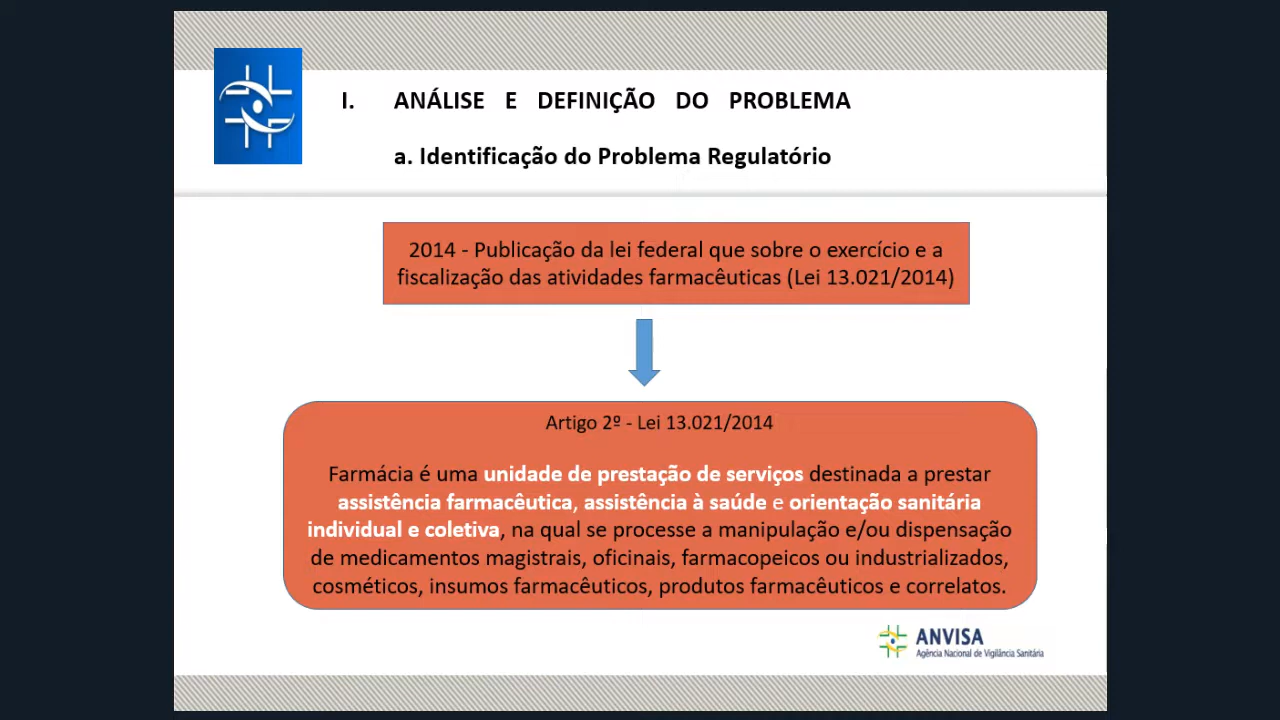 I. ANÁLISE E DEFINIÇÃO DO PROBLEMA
a. Identificação do Problema Regulatório
2014 - Publicação da lei federal que sobre o exercício e a
fiscalização das atividades farmacêuticas (Lei 13.021/2014)
Artigo 2º - Lei 13.021/2014
Farmácia é uma unidade de prestação de serviços destinada a prestar
assistência farmacêutica, assistência à saúde e orientação sanitária
individual e coletiva, na qual se processe a manipulação e/ou dispensação
de medicamentos magistrais, oficinais, farmacopeicos ou industrializados,
cosméticos, insumos farmacêuticos, produtos farmacêuticos e correlatos.
ANVISA
Agência Nacional de Vigilância Sanitária